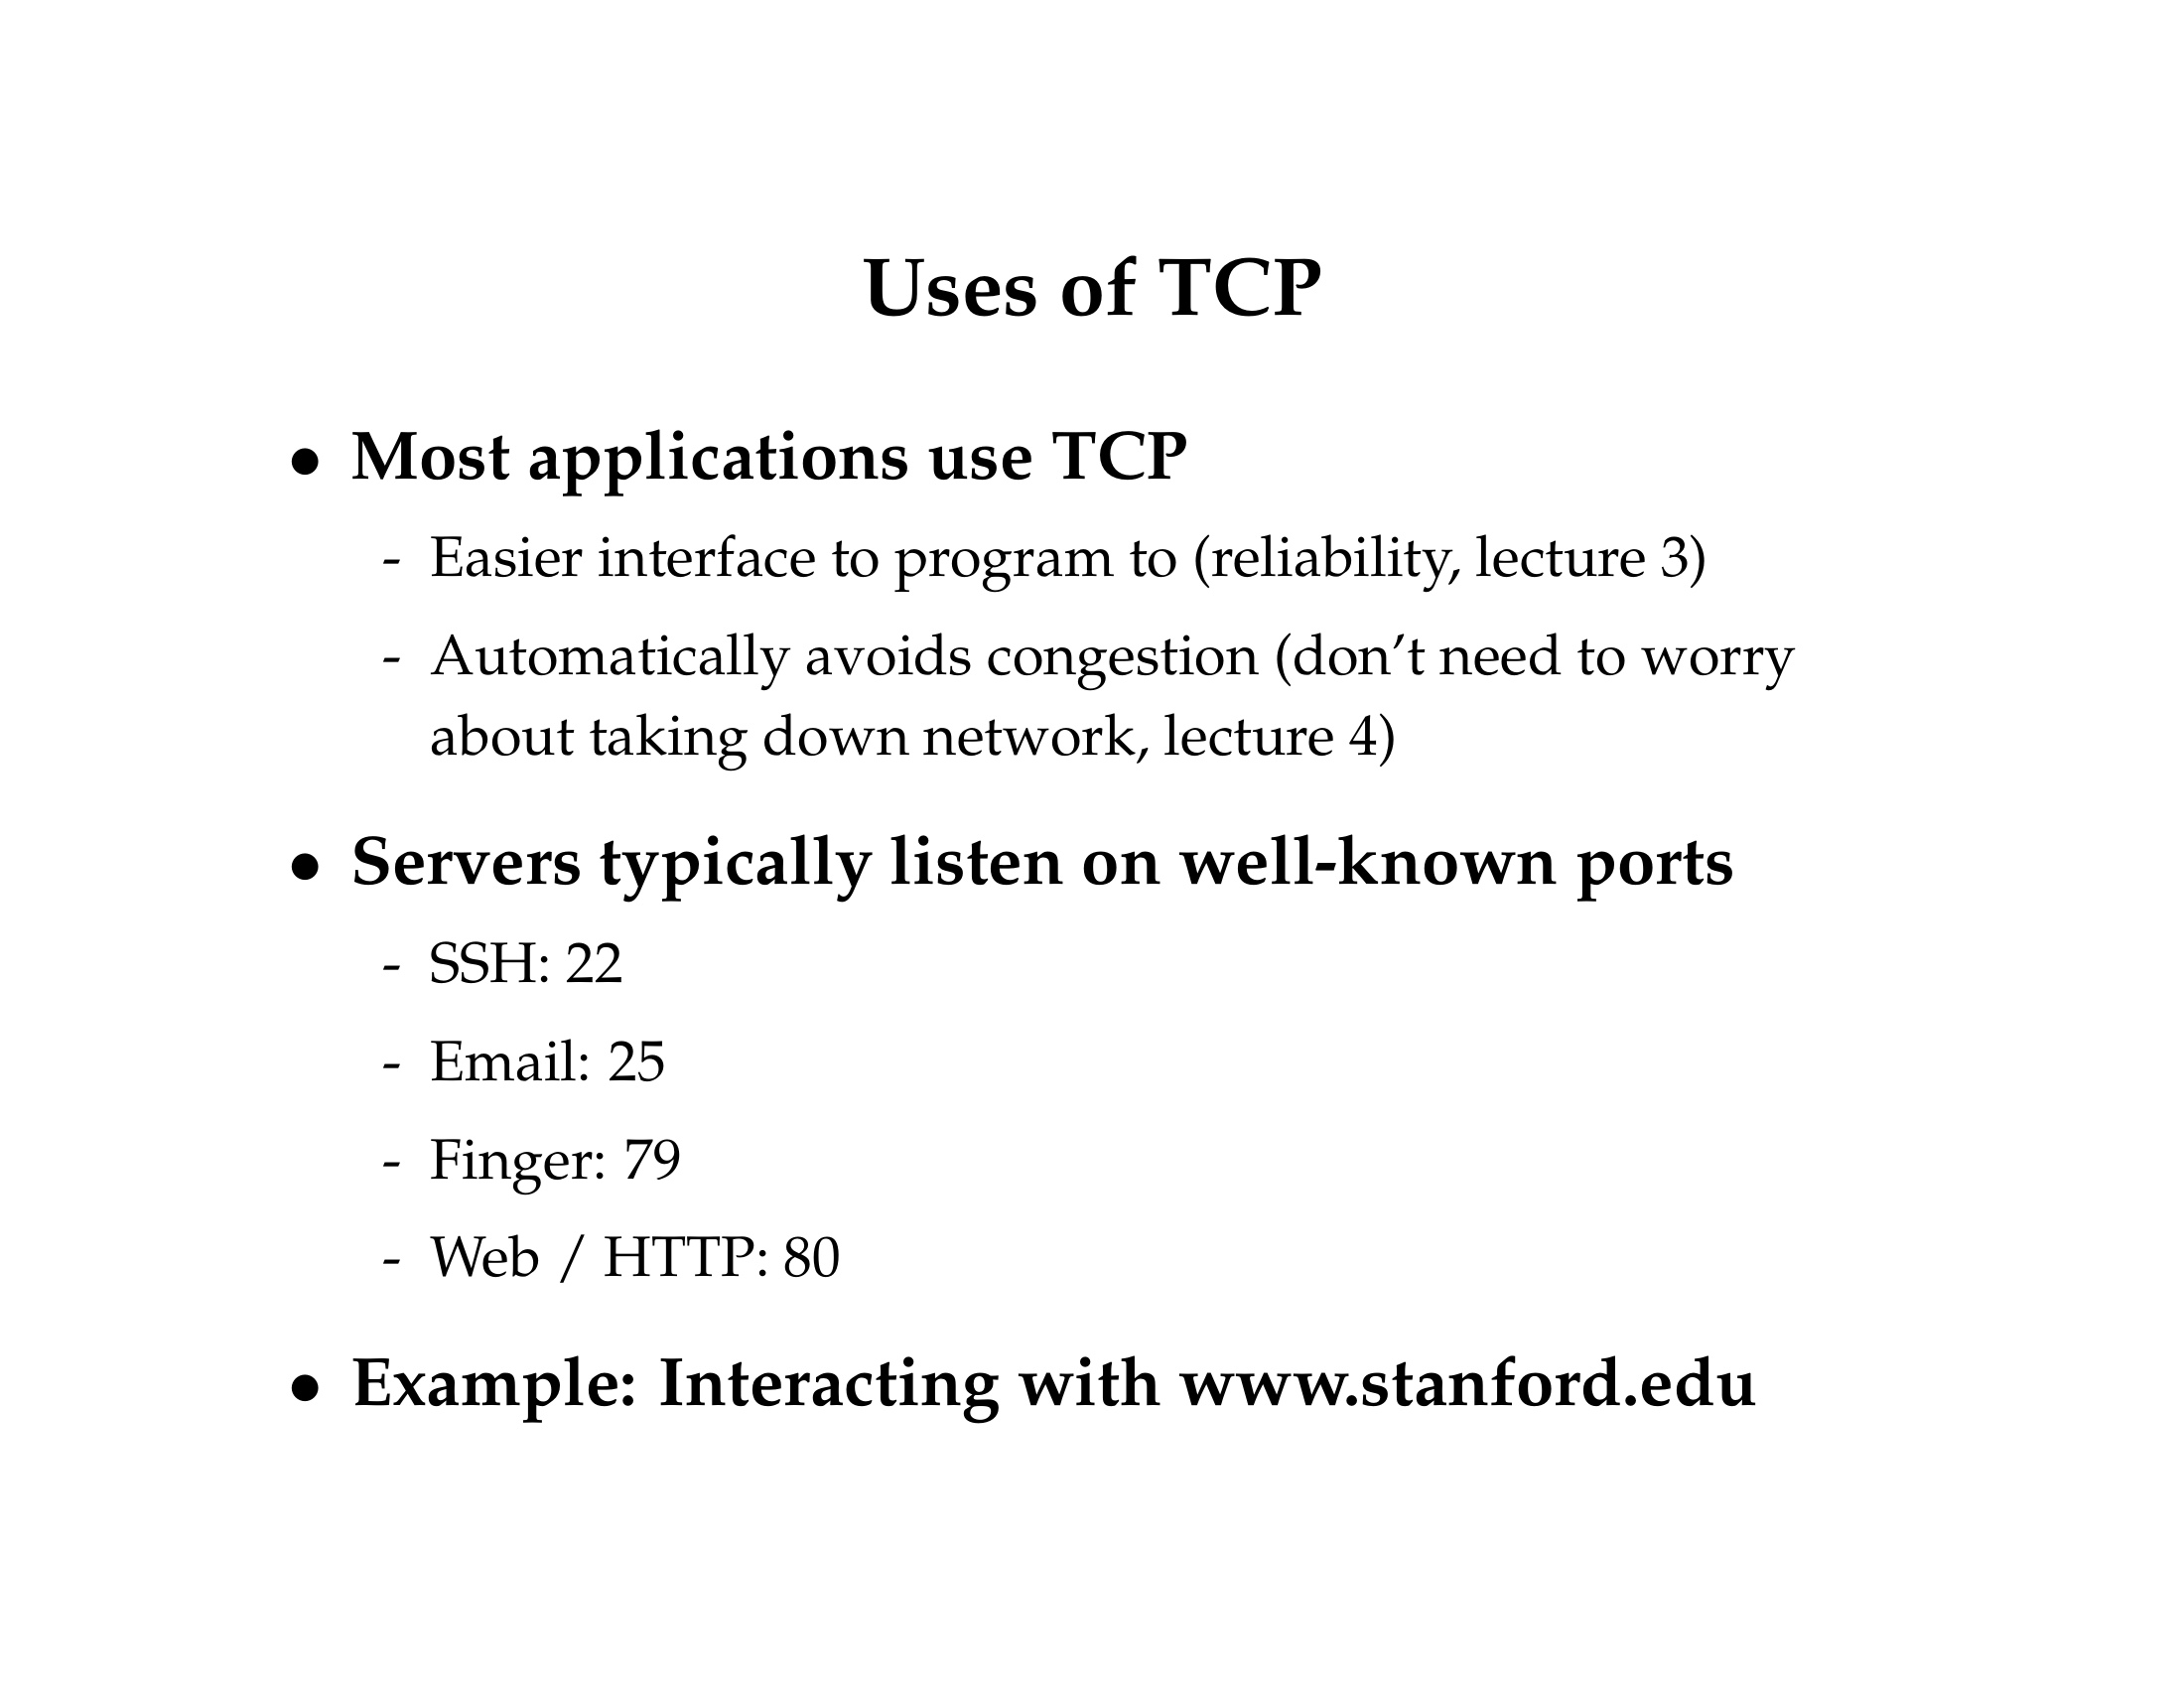 Uses of TCP
• Most applications use TCP
- Easier interface to program to (reliability, lecture 3)
- Automatically avoids congestion (don’t need to worry
about taking down network, lecture 4)
• Servers typically listen on well-known ports
- SSH: 22
- Email: 25
- Finger: 79
- Web / HTTP: 80
• Example: Interacting with www.stanford.edu